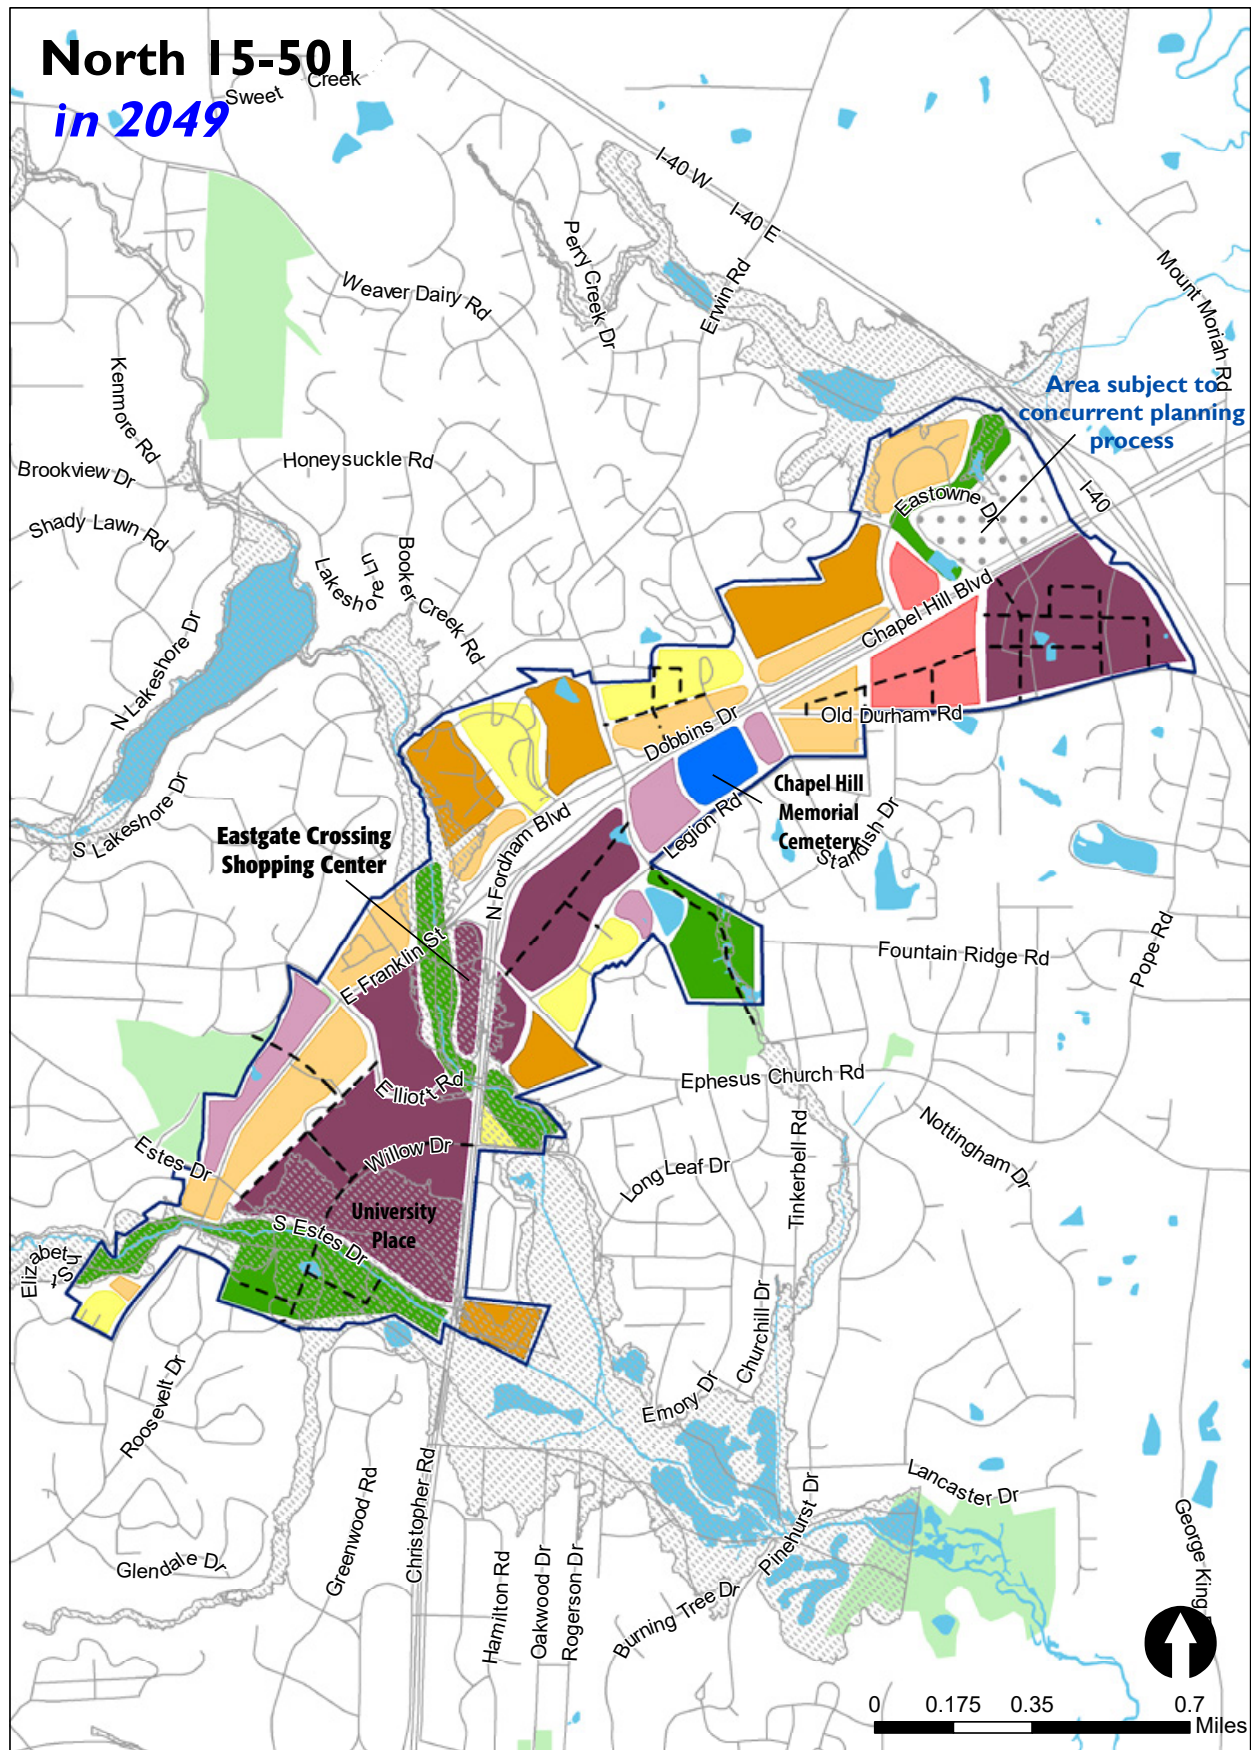 North 15-501
in 2049
Sweet Creek
I-40 W
I-40 E
Perry Creek Dr
Erwin Rd
Weaver Dairy Rd
Mount Moriah Rd
Kenmore Rd
Area subject to
concurrent planning
process
Honeysuckle Rd
Brookview Dr
Eastowne Dr
I-40
Shady Lawn Rd
Lakeshore Ln
Booker Creek Rd
Chapel Hill Blvd
N Lakeshore Dr
Old Durham Rd
Dobbins Dr
Chapel Hill
Memorial
Cemetery
S Lakeshore Dr
Eastgate Crossing
Shopping Center
N Fordham Blvd
Legion Rd
Standish Dr
E Franklin St
Fountain Ridge Rd
Pope Rd
Elliott Rd
Ephesus Church Rd
Nottingham Dr
Estes Dr
Willow Dr
Long Leaf Dr
Tinkerbell Rd
University
Place
S Estes Dr
Elizabeth St
Churchill Dr
Roosevelt Dr
Emory Dr
Greenwood Rd
Christopher Rd
Lancaster Dr
Pinehurst Dr
George King
Glendale Dr
Hamilton Rd
Oakwood Dr
Rogerson Dr
Burning Tree Dr
0 0.175 0.35 0.7
Miles